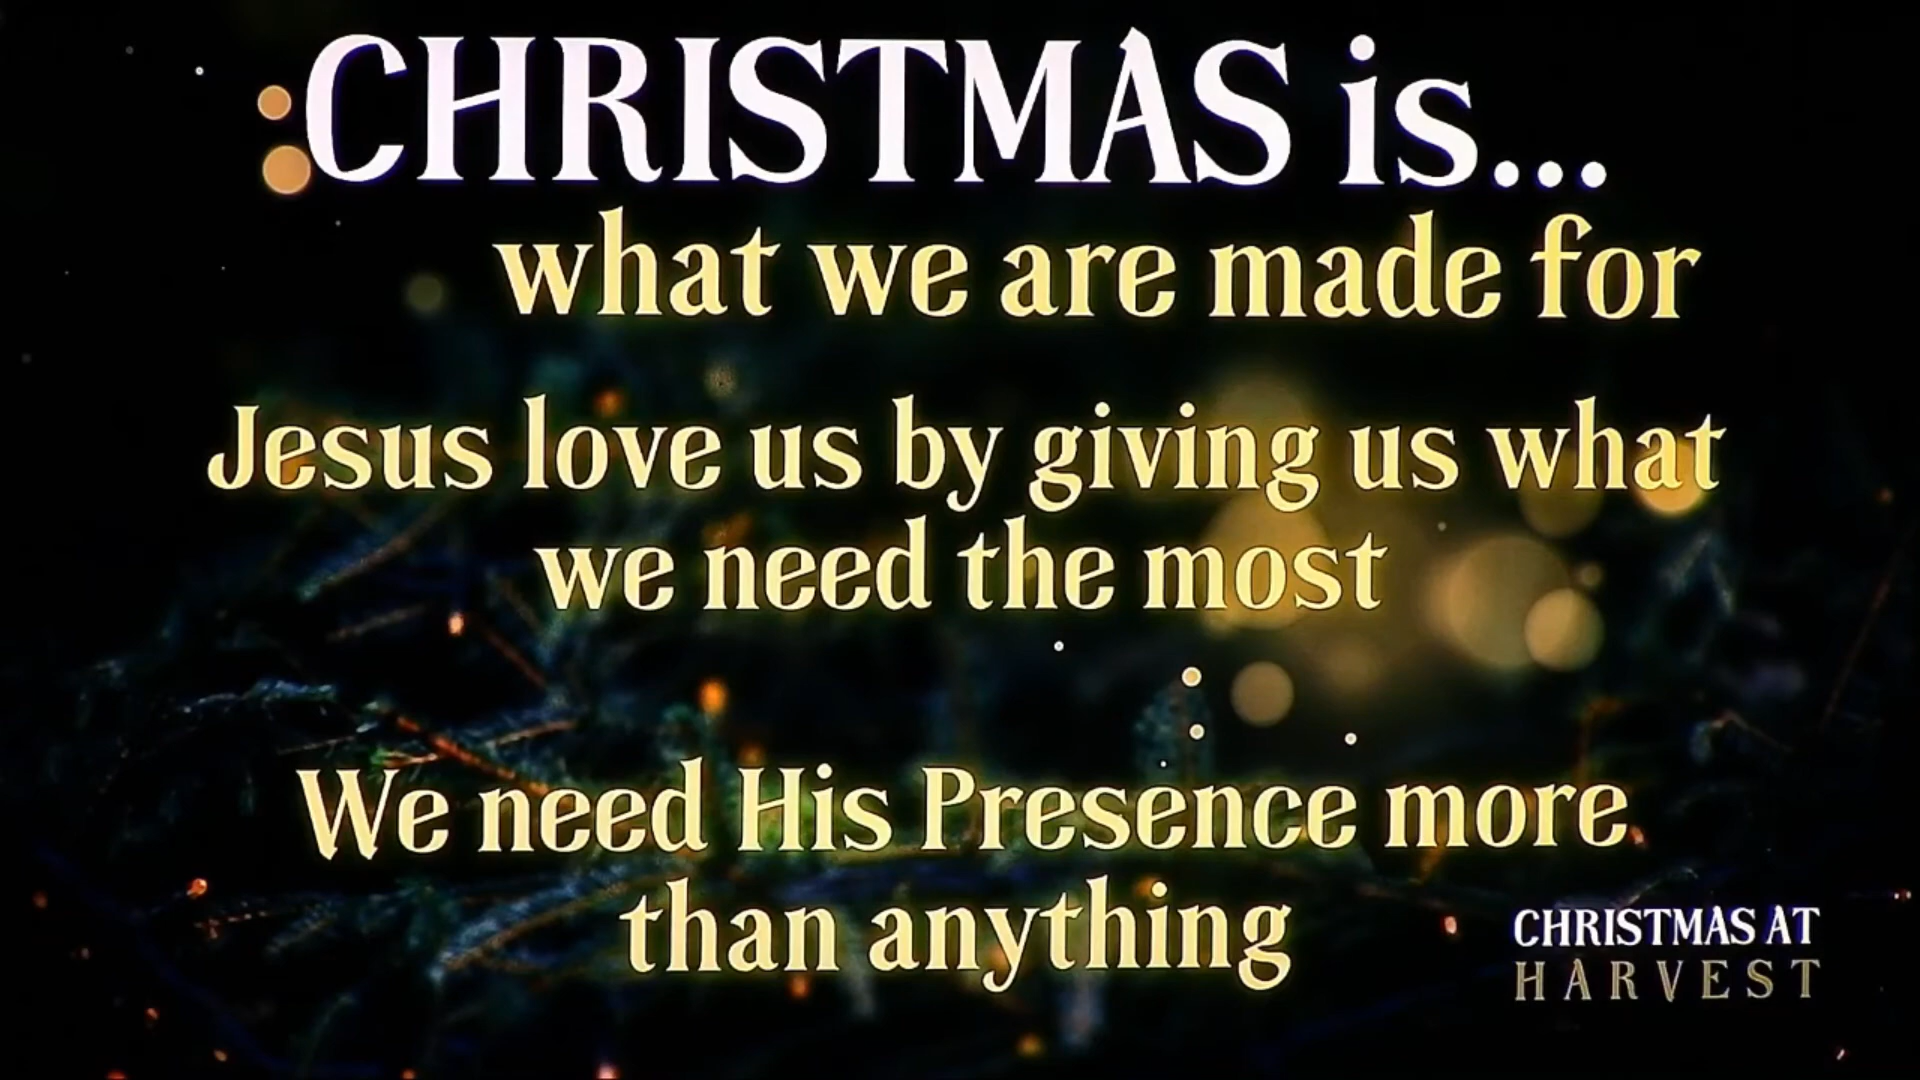 CHRISTMAS is...
what we are made for
Jesus love us by giving us what
we need the most
We need His Presence more
than anything
CHRISTMAS AT
HARVEST